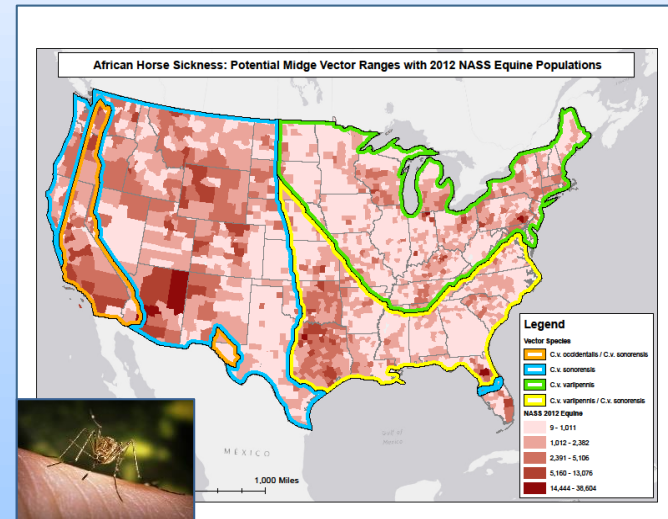 African Horse Sickness: Potential Midge Vector Ranges with 2012 NASS Equine Populations
Legend
Vector Species
C.v. occidentalis / C.v. sonorensis
C.v. sonorensis
C.v. variipennis
C.v. variipennis / C.v. sonorensis
NASS 2012 Equine
9 - 1,011
1,012 - 2,382
2,391 - 5,106
5,160 - 13,076
14,444 - 38,604
Gulf of
Mexico
MEXICO
1,000 Miles